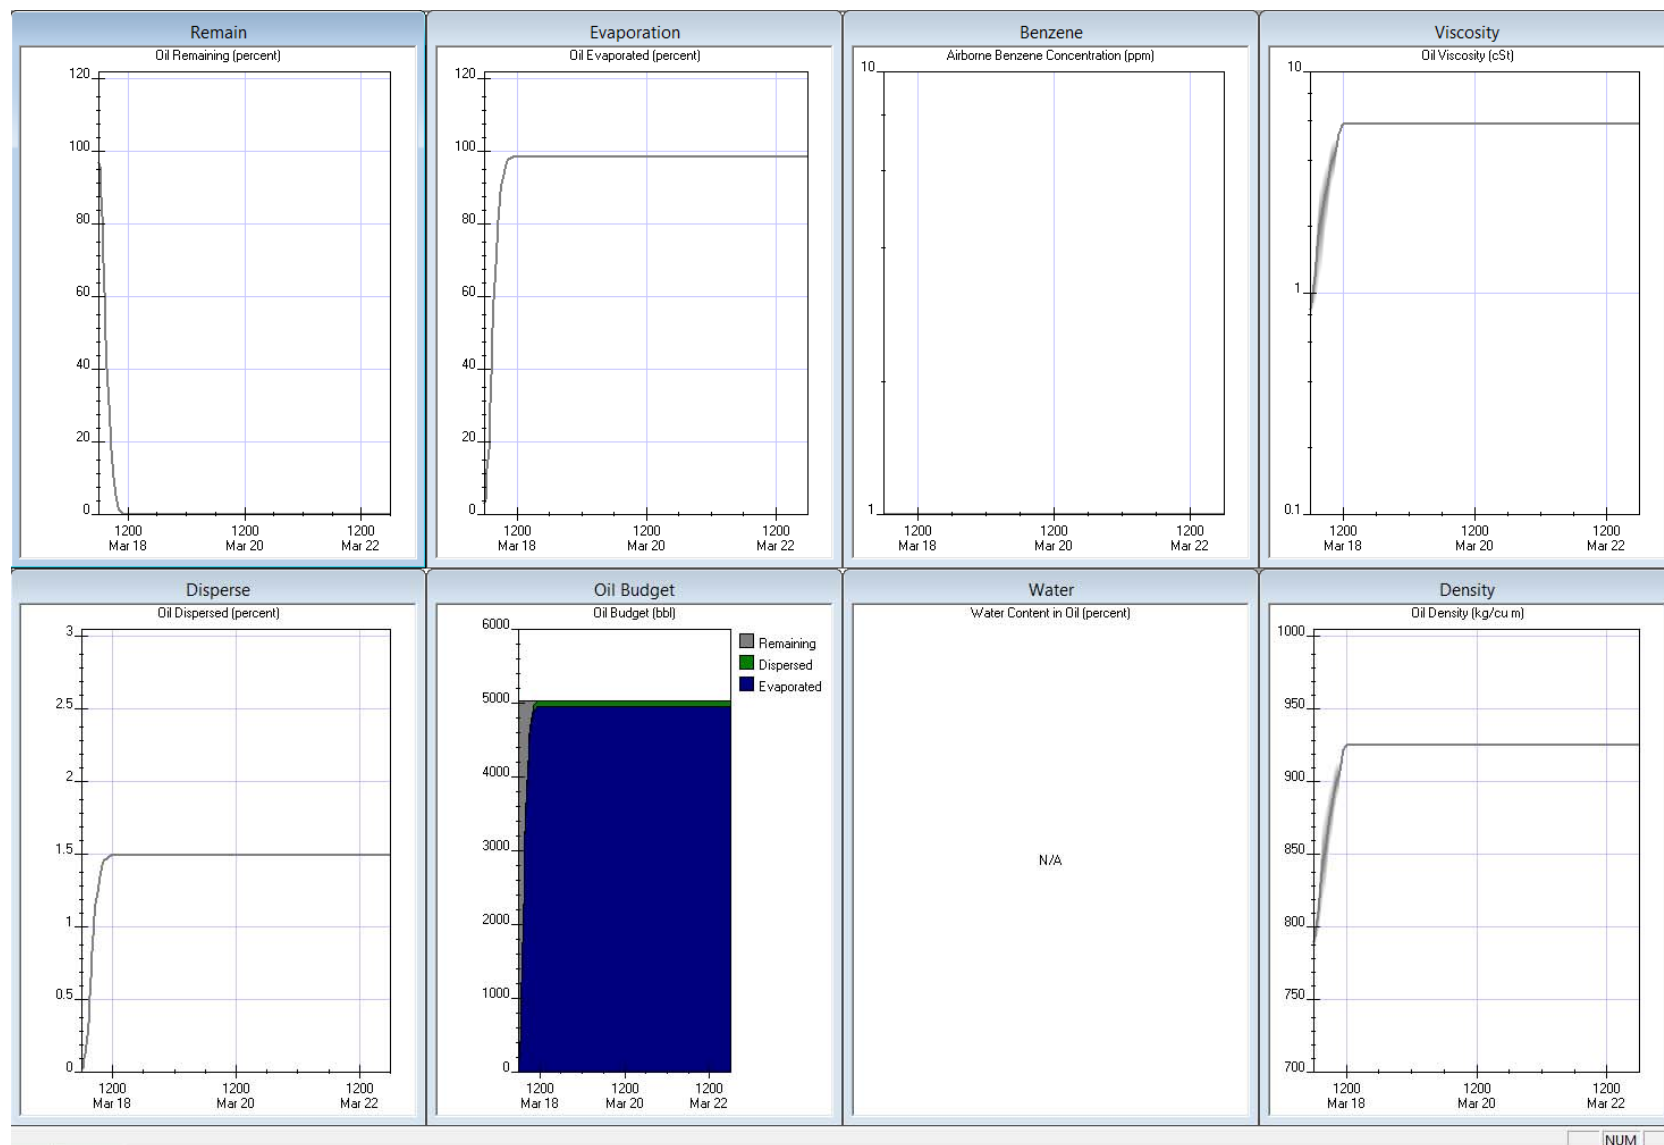 Remain
Oil Remaining (percent)
120
100
80
60
40
20
0
1200 1200 1200
Mar 18 Mar 20 Mar 22
Evaporation
Oil Evaporated (percent)
120
100
80
60
40
20
0
1200 1200 1200
Mar 18 Mar 20 Mar 22
Benzene
Airborne Benzene Concentration (ppm)
10
1
1200 1200 1200
Mar 18 Mar 20 Mar 22
Viscosity
Oil Viscosity (cSt)
10
1
0.1
1200 1200 1200
Mar 18 Mar 20 Mar 22
Disperse
Oil Dispersed (percent)
3
2.5
2
1.5
1
0.5
0
1200 1200 1200
Mar 18 Mar 20 Mar 22
Oil Budget
Oil Budget (bbl)
6000
5000
4000
3000
2000
1000
0
1200 1200 1200
Mar 18 Mar 20 Mar 22
Remaining
Dispersed
Evaporated
Water
Water Content in Oil (percent)
N/A
Density
Oil Density (kg/cu m)
1000
950
900
850
800
750
700
1200 1200 1200
Mar 18 Mar 20 Mar 22
NUM